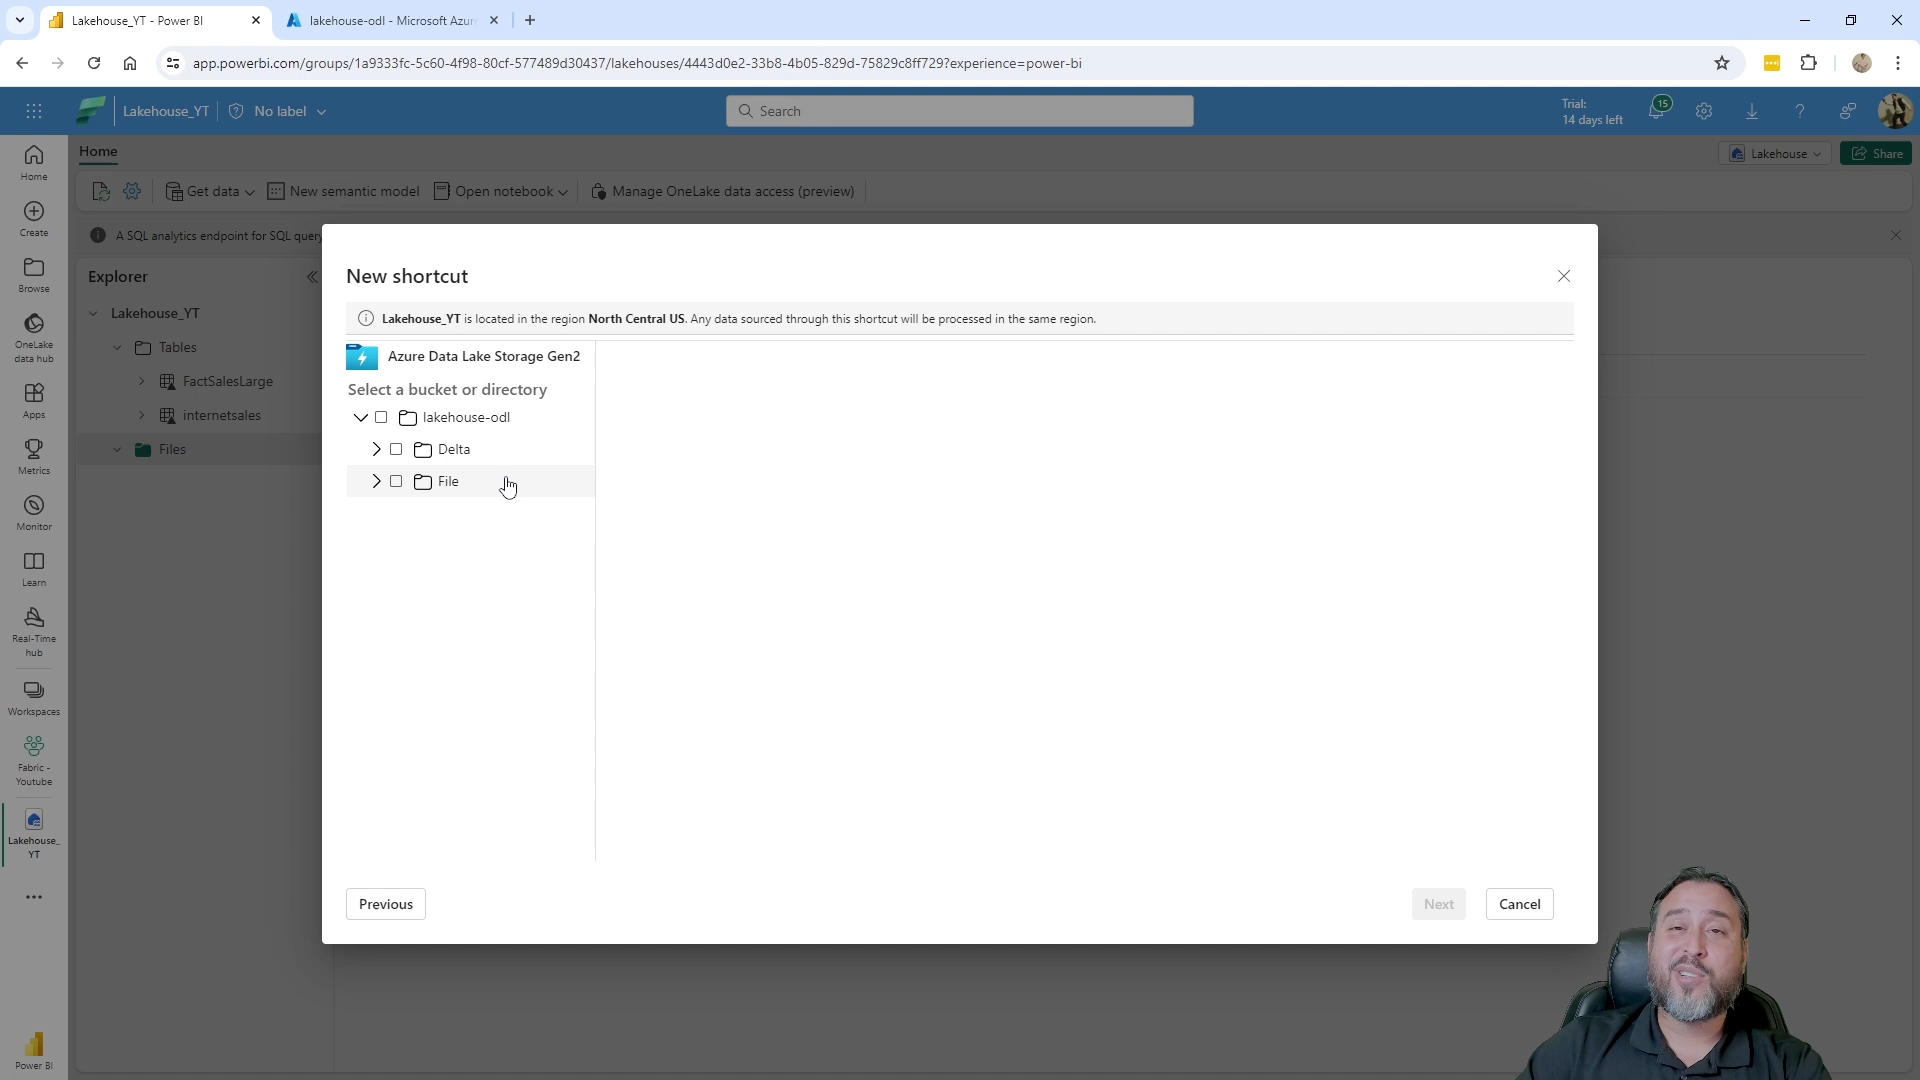 Lakehouse_YT - Power BI
lakehouse-odl - Microsoft Azur
app.powerbi.com/groups/1a9333fc-5c60-4f98-80cf-577489d30437/lakehouses/4443d0e2-33b8-4b05-829d-75829c8ff729?experience=power-bi
Lakehouse_YT
No label
Search
Trial:
14 days left
15
Home
Home
Lakehouse
Share
Get data
New semantic model
Open notebook
Manage OneLake data access (preview)
Create
A SQL analytics endpoint for SQL query
New shortcut
Explorer
Browse
Lakehouse_YT is located in the region North Central US. Any data sourced through this shortcut will be processed in the same region.
Lakehouse_YT
OneLake
data hub
Tables
Azure Data Lake Storage Gen2
FactSalesLarge
Select a bucket or directory
Apps
internetsales
lakehouse-odl
Files
Delta
Metrics
File
Monitor
Learn
Real-Time
hub
Workspaces
Fabric -
Youtube
Lakehouse_
YT
Previous
Next
Cancel
Power BI